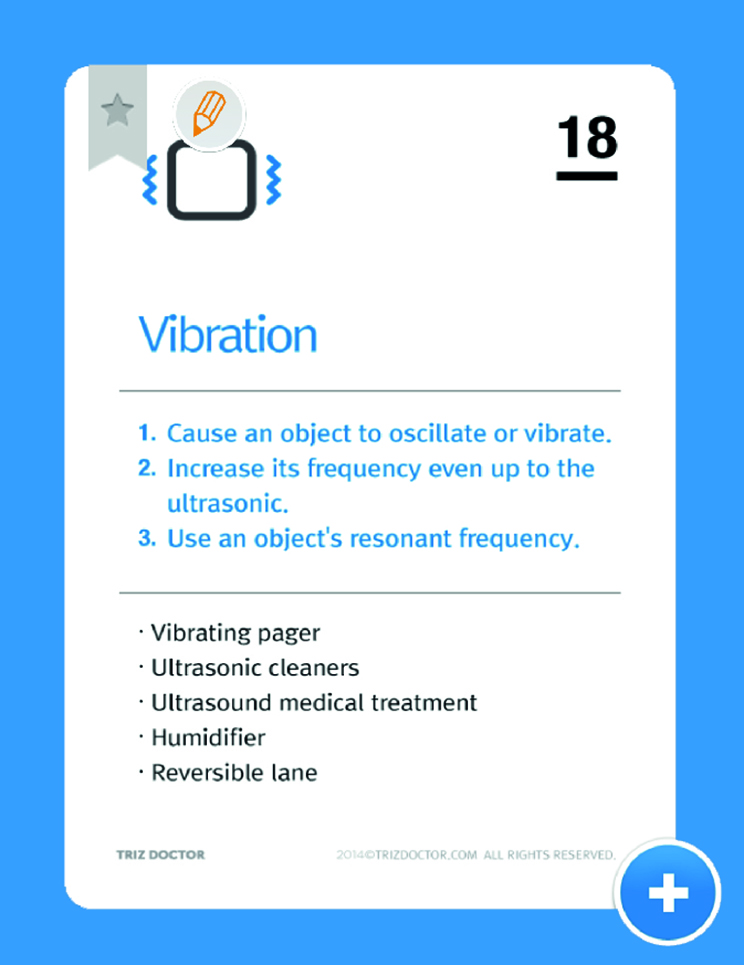 18
Vibration
1. Cause an object to oscillate or vibrate.
2. Increase its frequency even up to the
ultrasonic.
3. Use an object's resonant frequency.
· Vibrating pager
· Ultrasonic cleaners
· Ultrasound medical treatment
· Humidifier
· Reversible lane
TRIZ DOCTOR 2014©TRIZDOCTOR.COM ALL RIGHTS RESERVED.